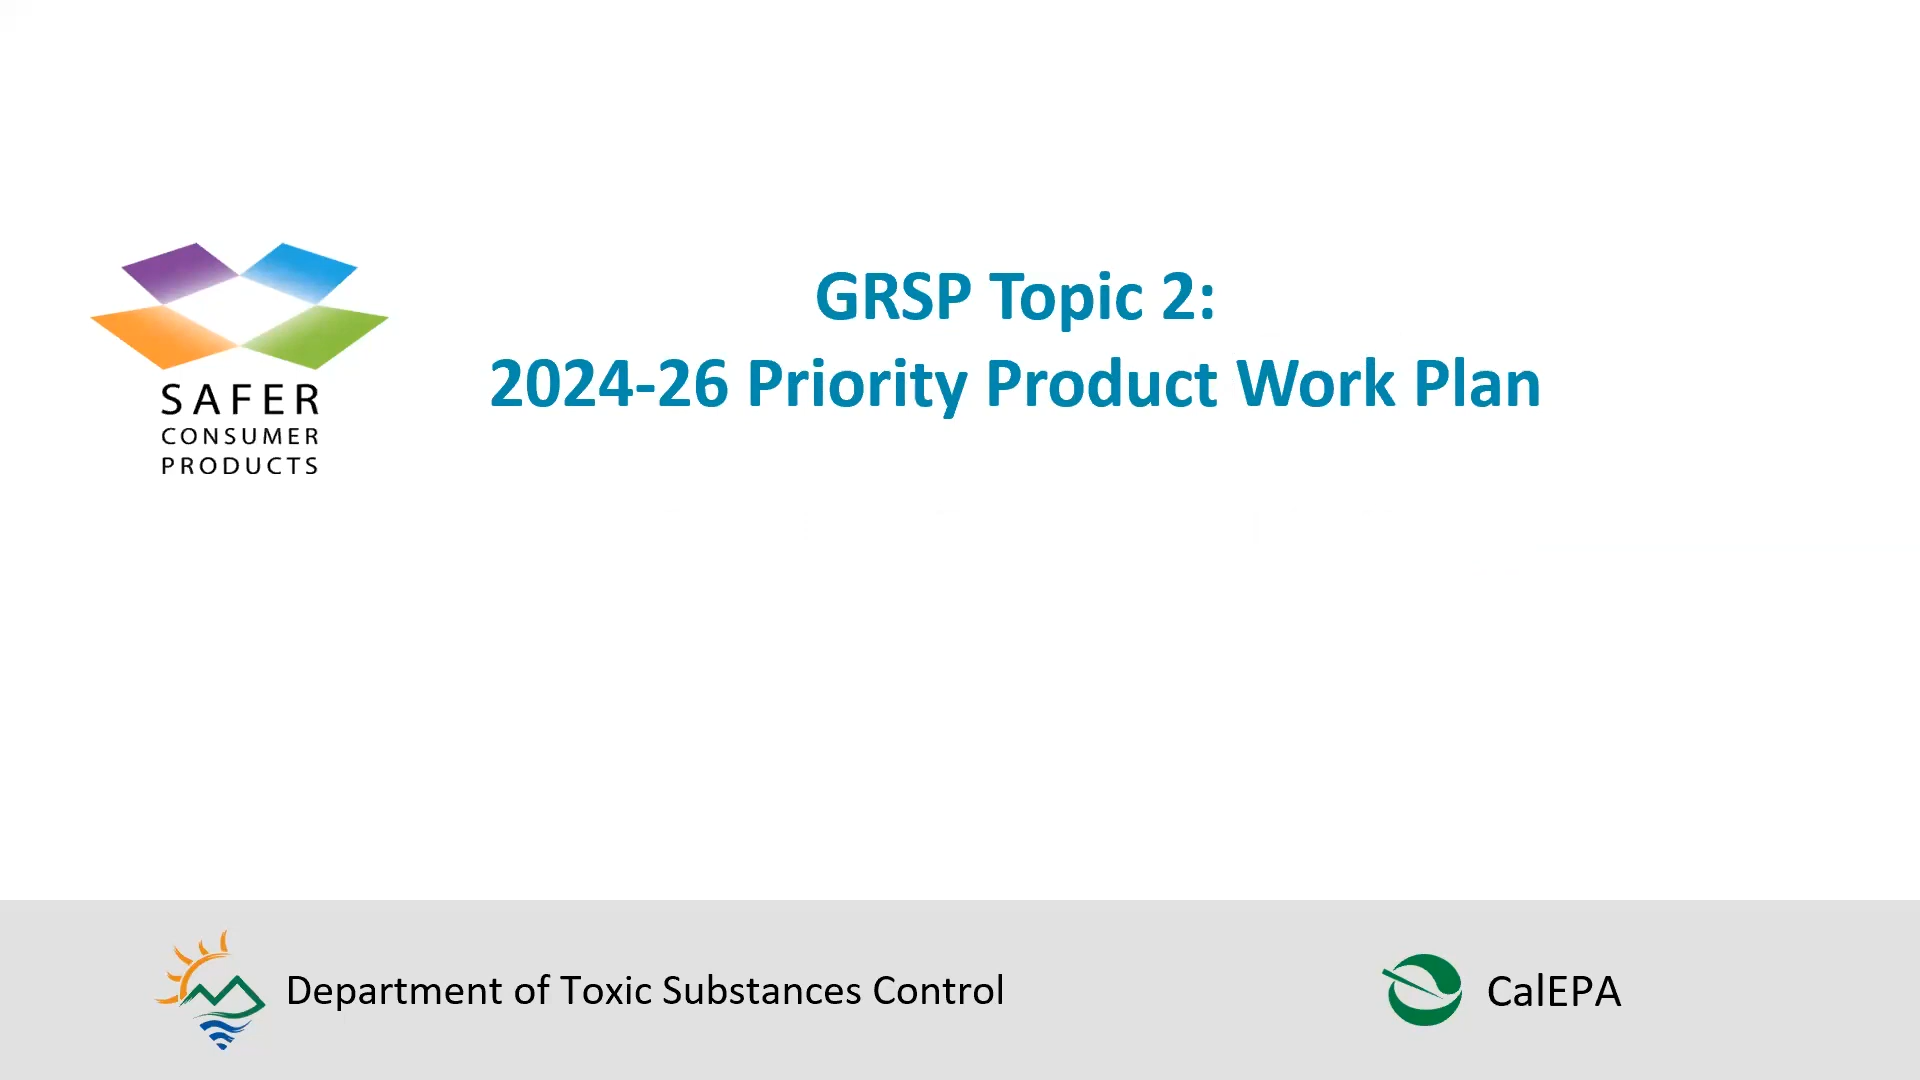 GRSP Topic 2:
2024-26 Priority Product Work Plan
SAFER
CONSUMER
PRODUCTS
Department of Toxic Substances Control
CalEPA